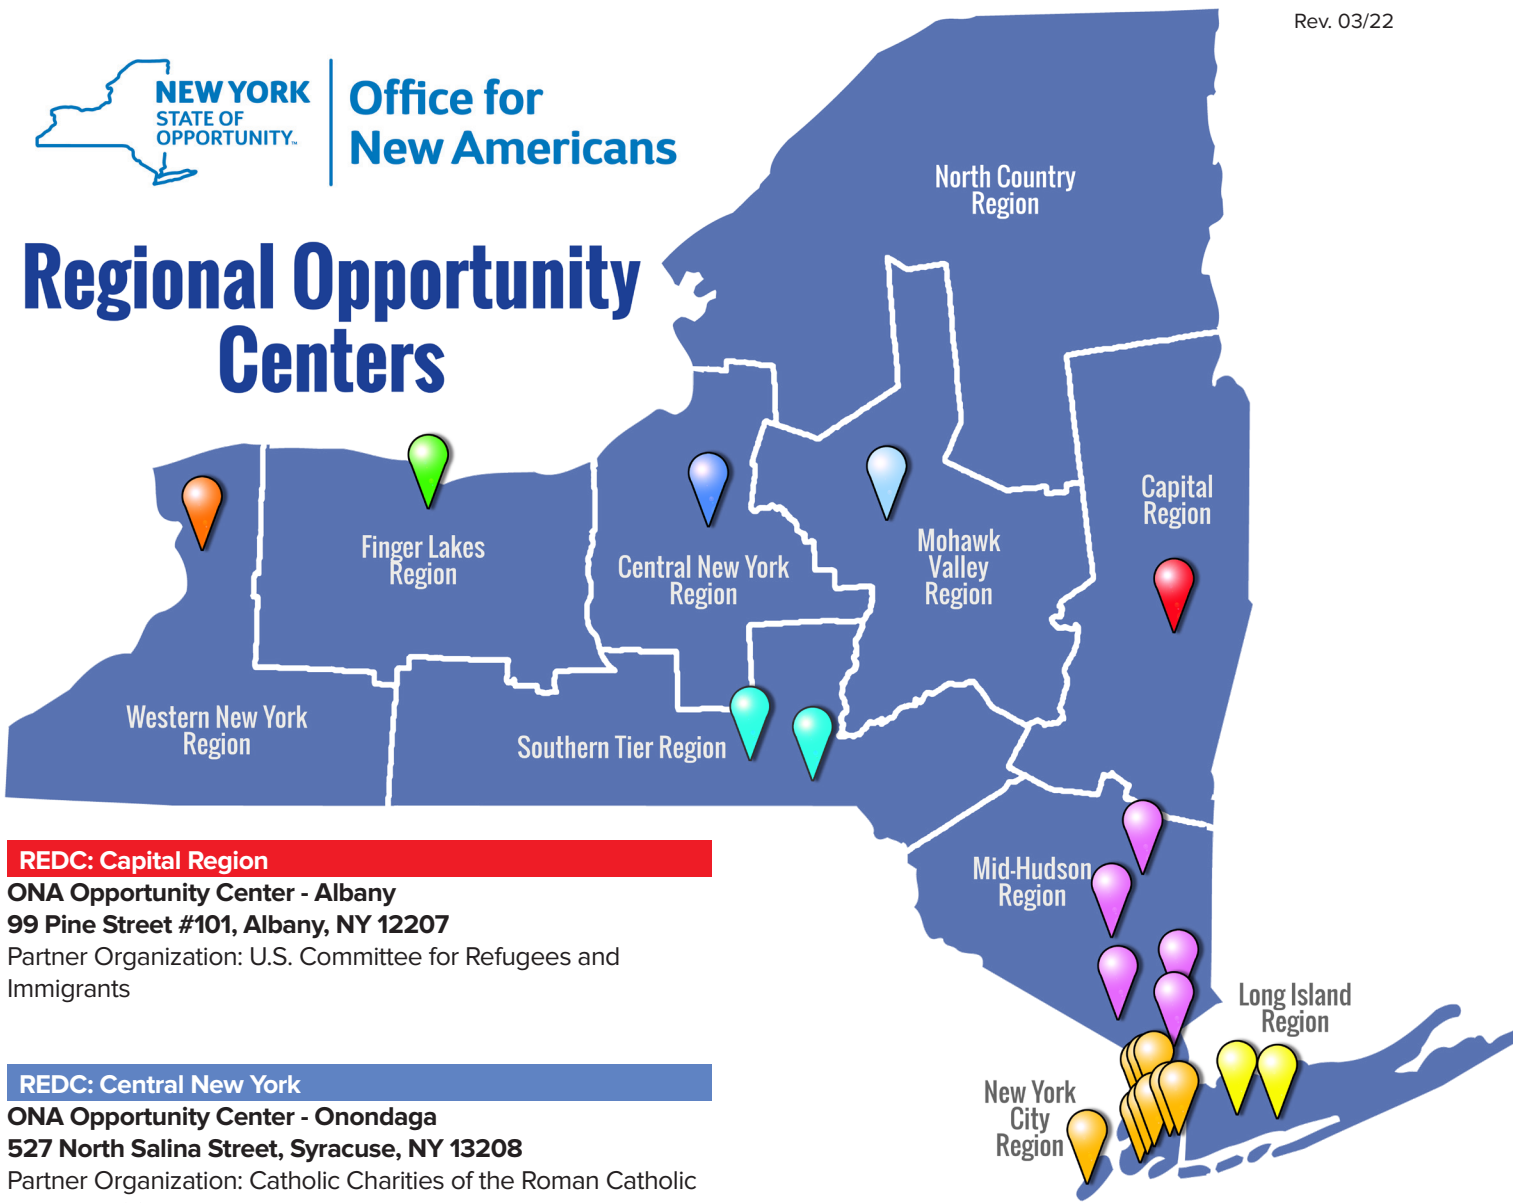 Rev. 03/22
NEW YORK
STATE OF
OPPORTUNITY™
Office for
New Americans
Regional Opportunity
Centers
North Country
Region
Capital
Region
Finger Lakes
Region
Central New York
Region
Mohawk
Valley
Region
Western New York
Region
Southern Tier Region
Mid-Hudson
Region
Long Island
Region
New York
City
Region
REDC: Capital Region
ONA Opportunity Center - Albany
99 Pine Street #101, Albany, NY 12207
Partner Organization: U.S. Committee for Refugees and
Immigrants
REDC: Central New York
ONA Opportunity Center - Onondaga
527 North Salina Street, Syracuse, NY 13208
Partner Organization: Catholic Charities of the Roman Catholic